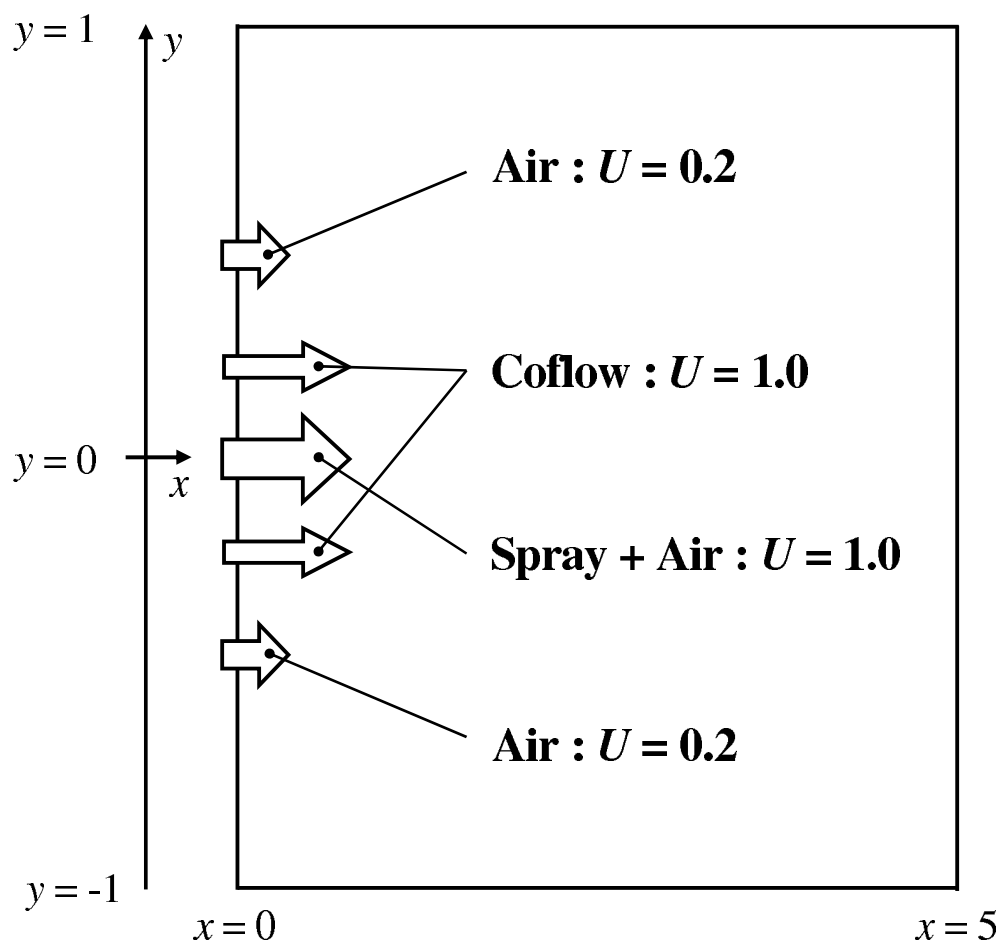 y = 1
y
Air : U = 0.2
Coflow : U = 1.0
y = 0
x
Spray + Air : U = 1.0
Air : U = 0.2
y = -1
x = 0
x = 5